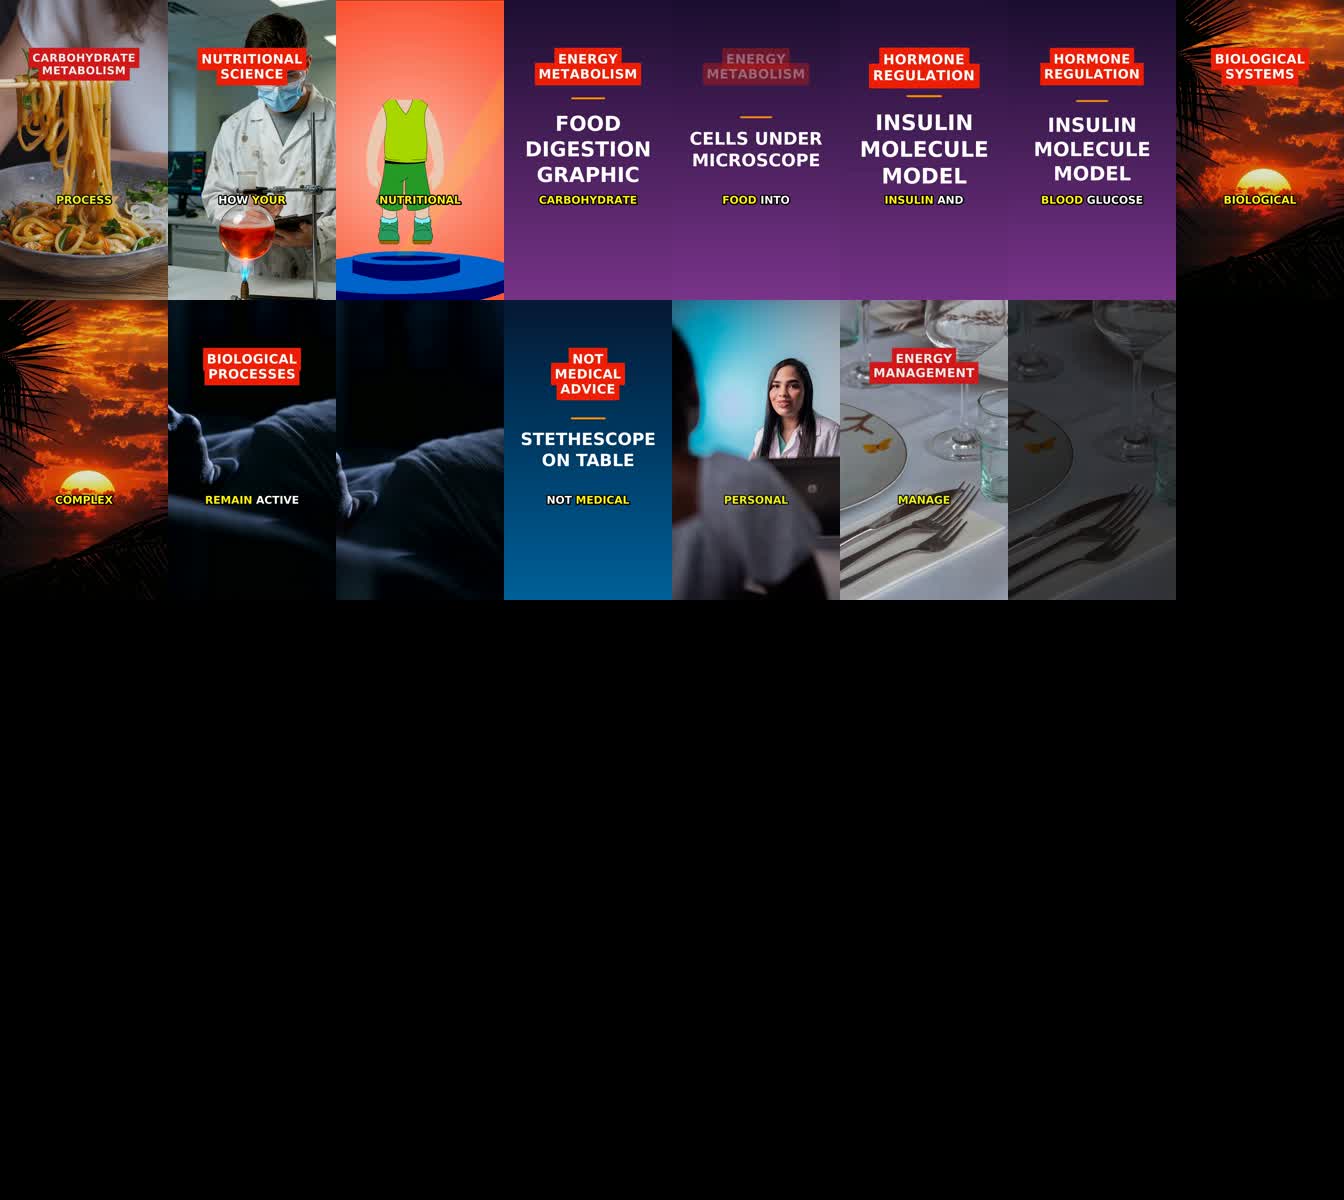 CARBOHYDRATE
METABOLISM
PROCESS
NUTRITIONAL
SCIENCE
HOW YOUR
NUTRITIONAL
ENERGY
METABOLISM
FOOD
DIGESTION
GRAPHIC
CARBOHYDRATE
ENERGY
METABOLISM
CELLS UNDER
MICROSCOPE
FOOD INTO
HORMONE
REGULATION
INSULIN
MOLECULE
MODEL
INSULIN AND
HORMONE
REGULATION
INSULIN
MOLECULE
MODEL
BLOOD GLUCOSE
BIOLOGICAL
SYSTEMS
BIOLOGICAL
COMPLEX
BIOLOGICAL
PROCESSES
REMAIN ACTIVE
NOT
MEDICAL
ADVICE
STETHESCOPE
ON TABLE
NOT MEDICAL
PERSONAL
ENERGY
MANAGEMENT
MANAGE